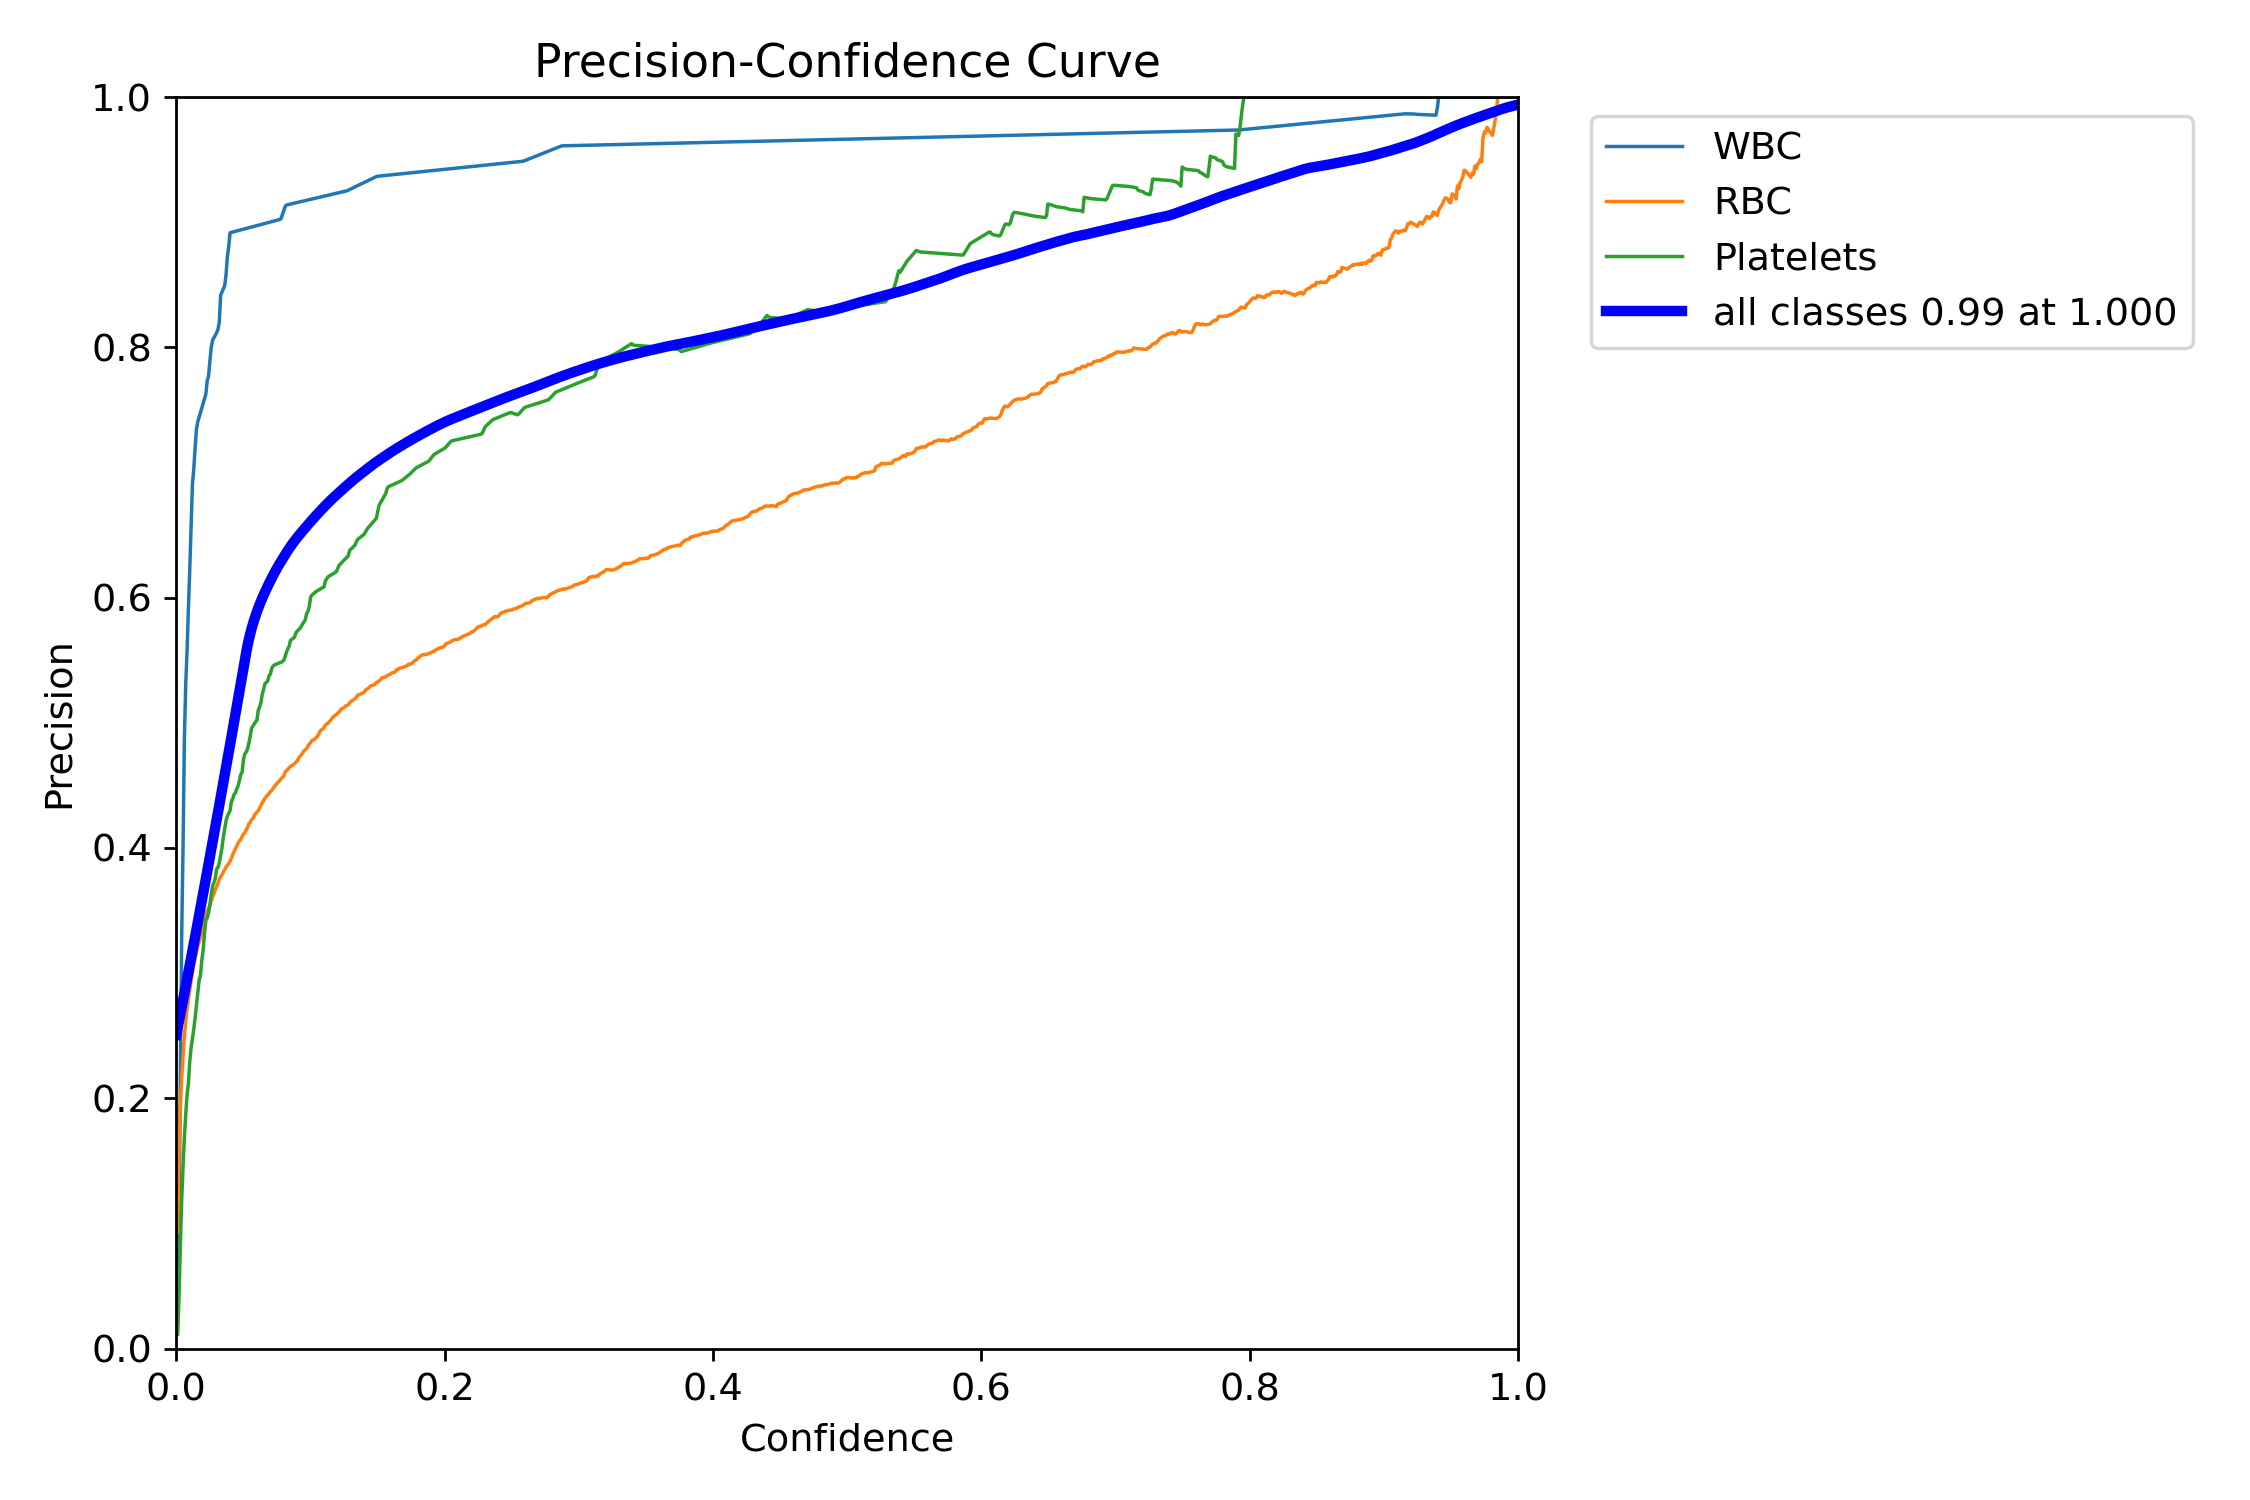 Precision-Confidence Curve
1.0
0.8
0.6
0.4
0.2
0.0
Precision
0.0 0.2 0.4 0.6 0.8 1.0
Confidence
WBC
RBC
Platelets
all classes 0.99 at 1.000